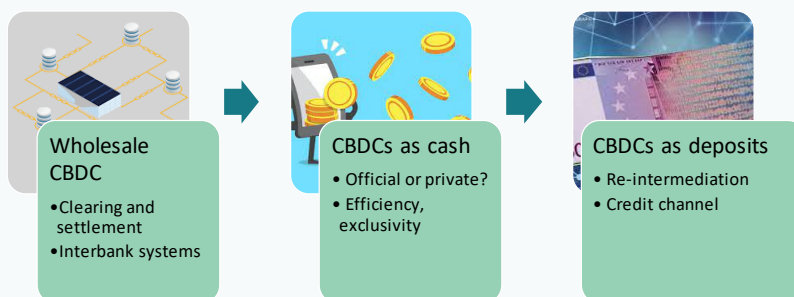 Wholesale
CBDC
•Clearing and
settlement
•Interbank systems
CBDCs as cash
• Official or private?
• Efficiency,
exclusivity
CBDCs as deposits
• Re-intermediation
• Credit channel